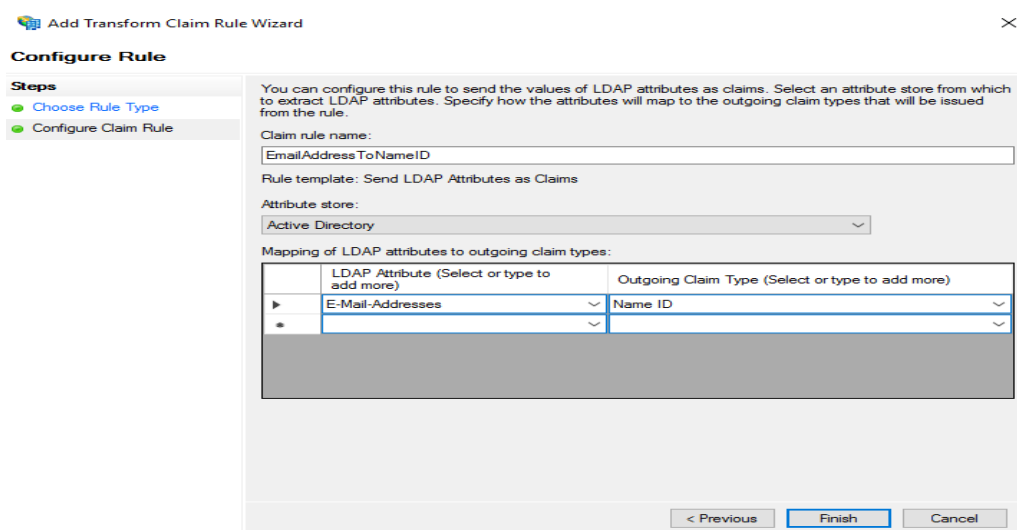 Add Transform Claim Rule Wizard
Configure Rule
Steps
Choose Rule Type
Configure Claim Rule
You can configure this rule to send the values of LDAP attributes as claims. Select an attribute store from which
to extract LDAP attributes. Specify how the attributes will map to the outgoing claim types that will be issued
from the rule.
Claim rule name:
EmailAddressToNameID
Rule template: Send LDAP Attributes as Claims
Attribute store:
Active Directory
Mapping of LDAP attributes to outgoing claim types:
LDAP Attribute (Select or type to
add more)
Outgoing Claim Type (Select or type to add more)
E-Mail-Addresses
Name ID
< Previous
Finish
Cancel